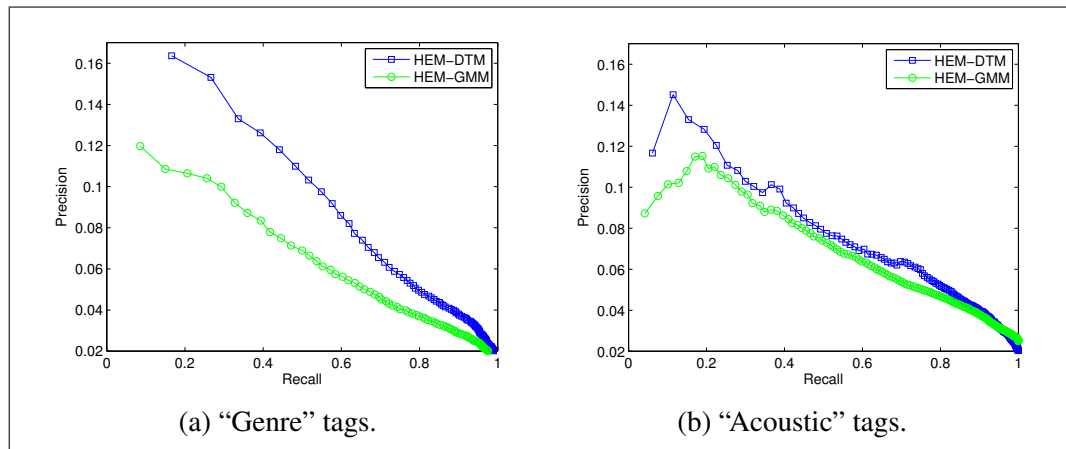 0.16
0.14
0.12
0.1
0.08
0.06
0.04
0.02
Precision
0 0.2 0.4 0.6 0.8 1
Recall
HEM−DTM
HEM−GMM
(a) “Genre” tags.
0.16
0.14
0.12
0.1
0.08
0.06
0.04
0.02
Precision
0 0.2 0.4 0.6 0.8 1
Recall
HEM−DTM
HEM−GMM
(b) “Acoustic” tags.